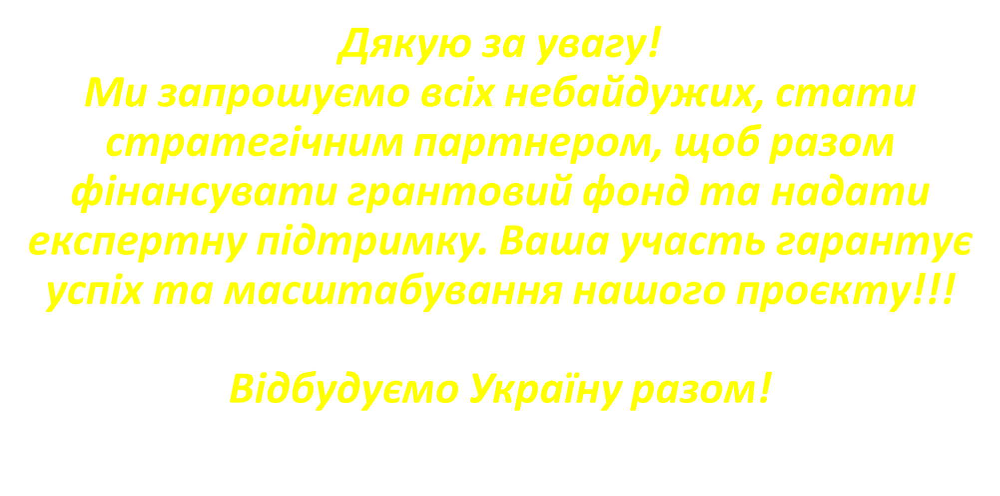 Дякую за увагу!
Ми запрошуємо всіх небайдужих, стати
стратегічним партнером, щоб разом
фінансувати грантовий фонд та надати
експертну підтримку. Ваша участь гарантує
успіх та масштабування нашого проєкту!!!
Відбудуємо Україну разом!